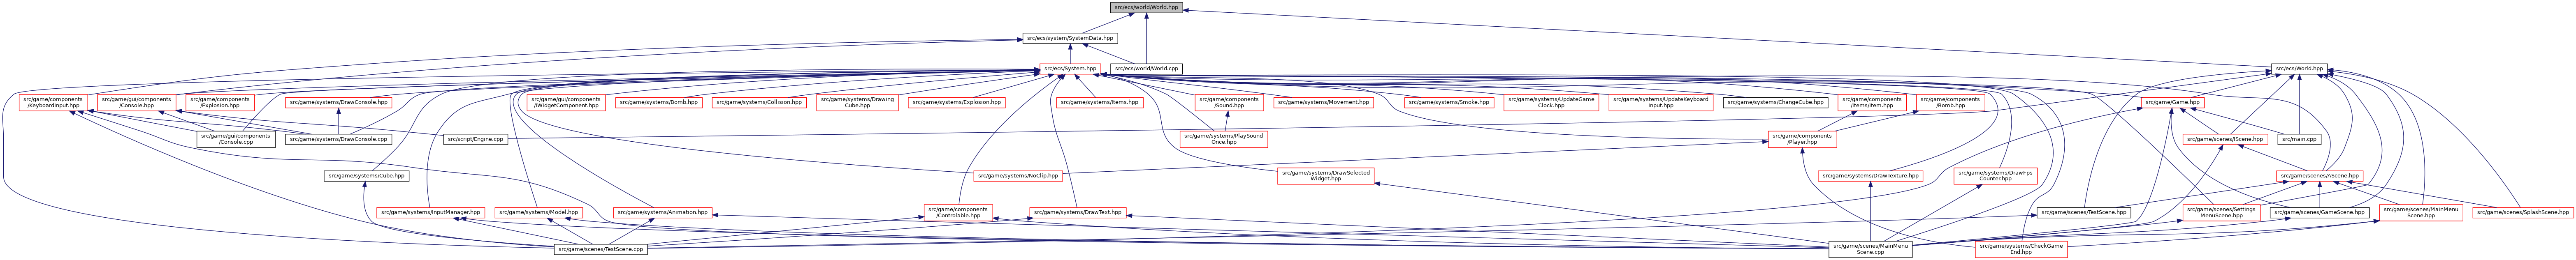 src/ecs/world/World.hpp
src/ecs/system/SystemData.hpp
src/ecs/System.hpp
src/ecs/world/World.cpp
src/ecs/World.hpp
src/game/components
/KeyboardInput.hpp
src/game/gui/components
/Console.hpp
src/game/components
/Explosion.hpp
src/game/systems/DrawConsole.hpp
src/game/gui/components
/IWidgetComponent.hpp
src/game/systems/Bomb.hpp
src/game/systems/Collision.hpp
src/game/systems/Drawing
Cube.hpp
src/game/systems/Explosion.hpp
src/game/systems/Items.hpp
src/game/components
/Sound.hpp
src/game/systems/Movement.hpp
src/game/systems/Smoke.hpp
src/game/systems/UpdateGame
Clock.hpp
src/game/systems/UpdateKeyboard
Input.hpp
src/game/systems/ChangeCube.hpp
src/game/components
/items/Item.hpp
src/game/components
/Bomb.hpp
src/game/Game.hpp
src/game/gui/components
/Console.cpp
src/game/systems/DrawConsole.cpp
src/script/Engine.cpp
src/game/systems/PlaySound
Once.hpp
src/game/components
/Player.hpp
src/game/scenes/IScene.hpp
src/main.cpp
src/game/systems/Cube.hpp
src/game/systems/NoClip.hpp
src/game/systems/DrawSelected
Widget.hpp
src/game/systems/DrawTexture.hpp
src/game/systems/DrawFps
Counter.hpp
src/game/scenes/AScene.hpp
src/game/systems/InputManager.hpp
src/game/systems/Model.hpp
src/game/systems/Animation.hpp
src/game/components
/Controlable.hpp
src/game/systems/DrawText.hpp
src/game/scenes/TestScene.hpp
src/game/scenes/Settings
MenuScene.hpp
src/game/scenes/GameScene.hpp
src/game/scenes/MainMenu
Scene.hpp
src/game/scenes/SplashScene.hpp
src/game/scenes/TestScene.cpp
src/game/scenes/MainMenu
Scene.cpp
src/game/systems/CheckGame
End.hpp